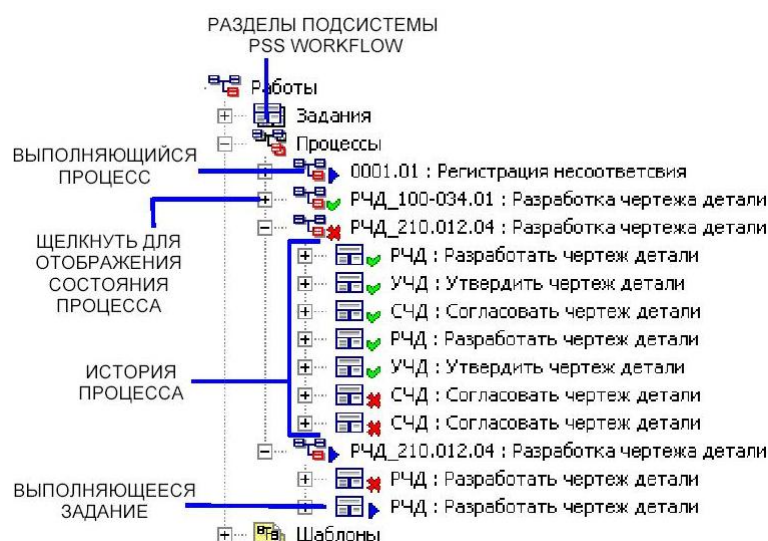 РАЗДЕЛЫ ПОДСИСТЕМЫ
PSS WORKFLOW
Работы
Задания
Процессы
ВЫПОЛНЯЮЩИЙСЯ
ПРОЦЕСС
0001.01 : Регистрация несоответсвия
РЧД_100-034.01 : Разработка чертежа детали
РЧД_210.012.04 : Разработка чертежа детали
ЩЕЛКНУТЬ ДЛЯ
ОТОБРАЖЕНИЯ
СОСТОЯНИЯ
ПРОЦЕССА
РЧД : Разработать чертеж детали
УЧД : Утвердить чертеж детали
СЧД : Согласовать чертеж детали
РЧД : Разработать чертеж детали
УЧД : Утвердить чертеж детали
СЧД : Согласовать чертеж детали
СЧД : Согласовать чертеж детали
ИСТОРИЯ
ПРОЦЕССА
РЧД_210.012.04 : Разработка чертежа детали
РЧД : Разработать чертеж детали
РЧД : Разработать чертеж детали
ВЫПОЛНЯЮЩЕЕСЯ
ЗАДАНИЕ
Шаблоны